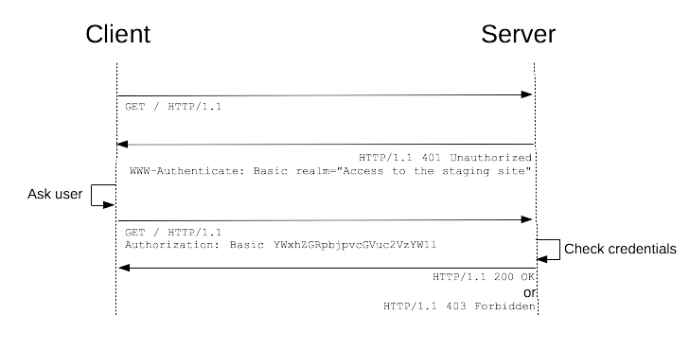 Client
Server
GET / HTTP/1.1
HTTP/1.1 401 Unauthorized
WWW-Authenticate: Basic realm="Access to the staging site"
Ask user
GET / HTTP/1.1
Authorization: Basic YWxhZGRpbjpvcGVuc2VzYW1l
Check credentials
HTTP/1.1 200 OK
or
HTTP/1.1 403 Forbidden